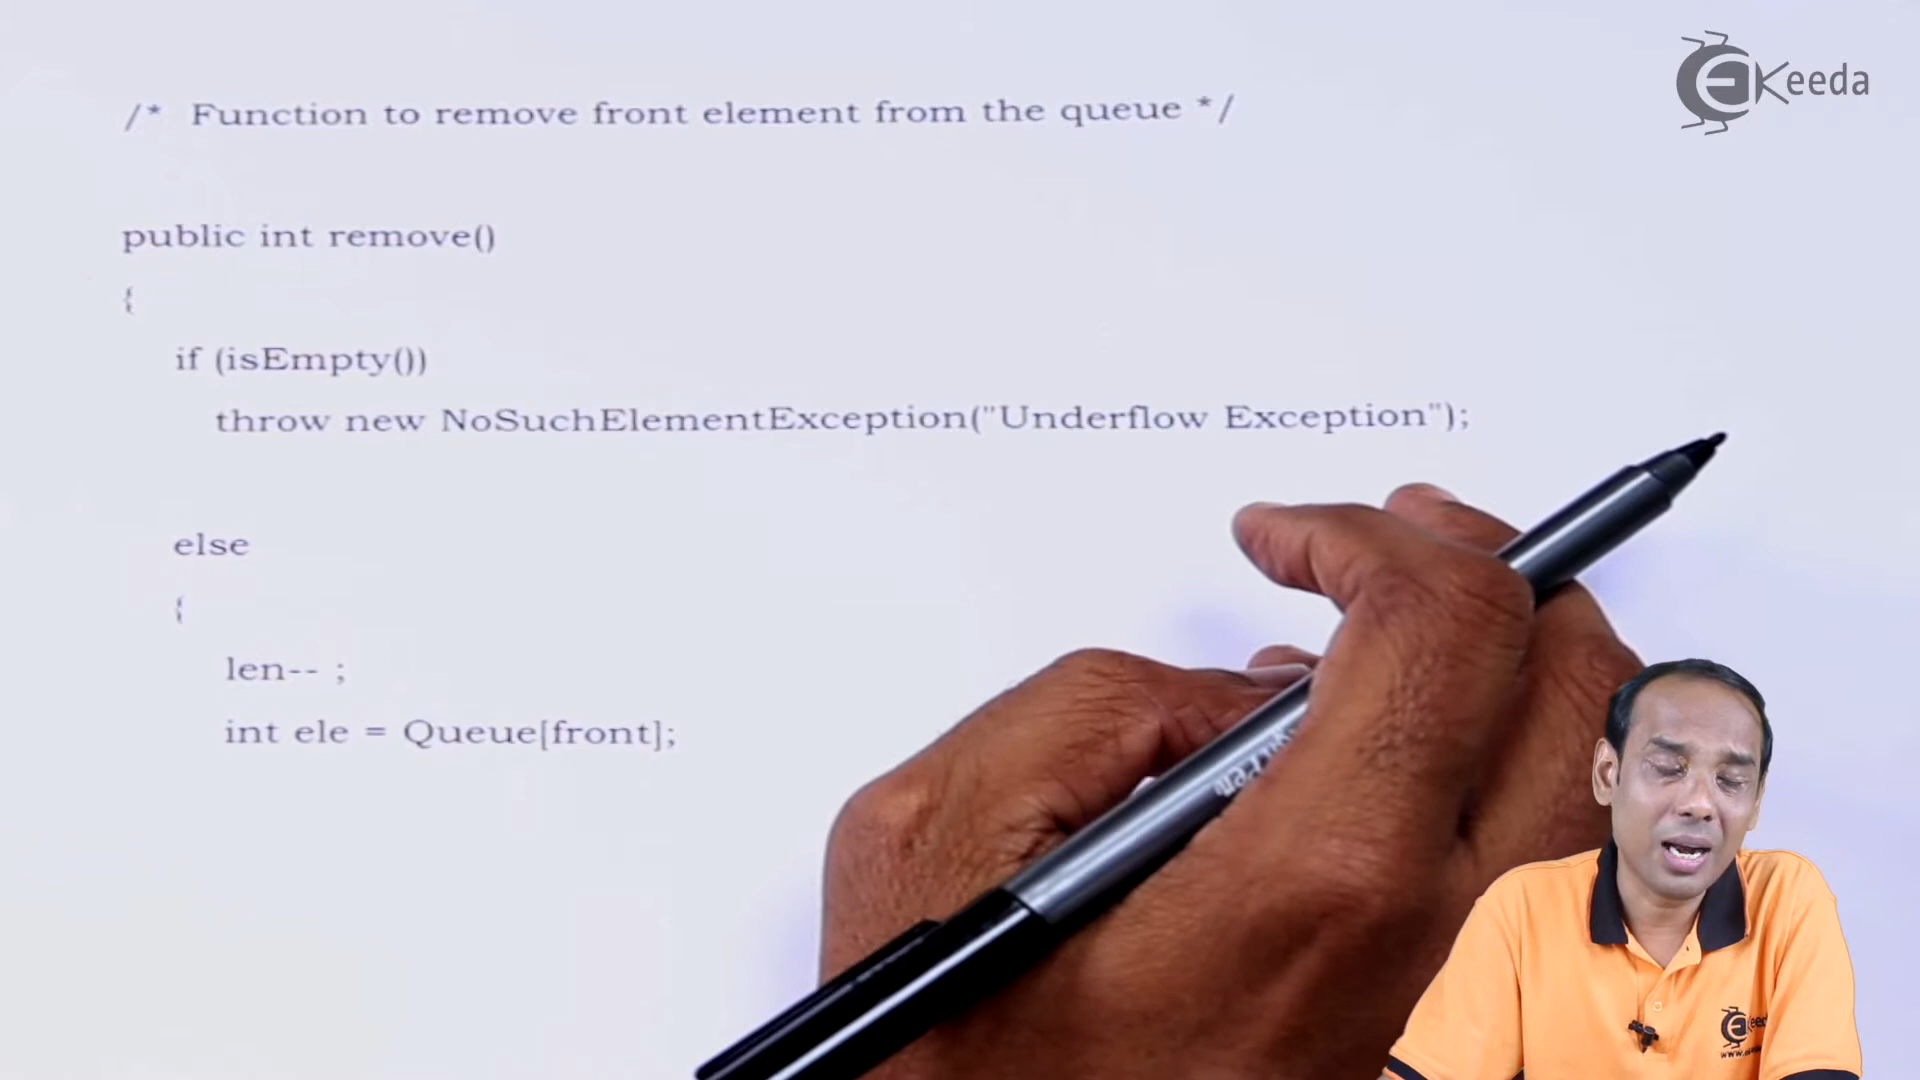 /* Function to remove front element from the queue */
public int remove()
{
if (isEmpty())
throw new NoSuchElementException("Underflow Exception");
else
{
len-- ;
int ele = Queue[front];
Keeda